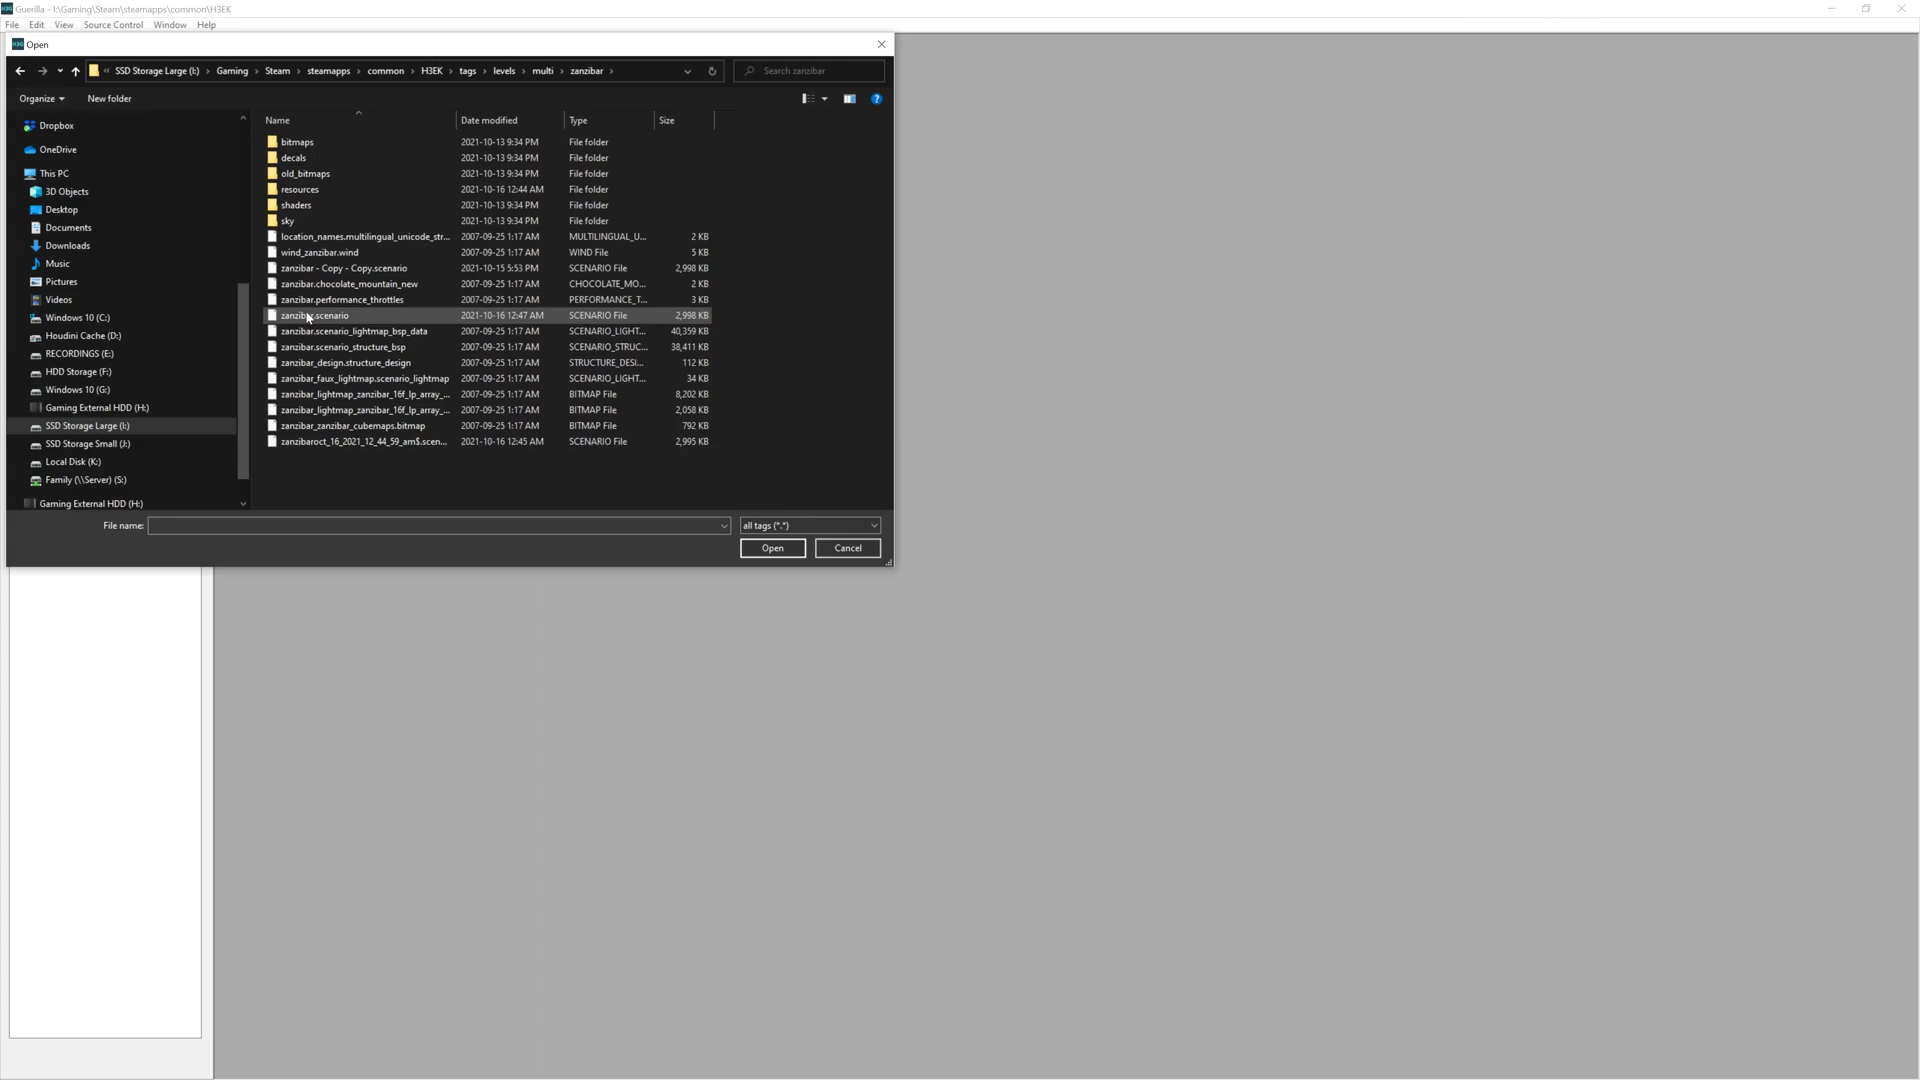 Guerilla - I:\Gaming\Steam\steamapps\common\H3EK
File Edit View Source Control Window Help
Open
« SSD Storage Large (I:) › Gaming › Steam › steamapps › common › H3EK › tags › levels › multi › zanzibar ›
Search zanzibar
Organize New folder
Name Date modified Type Size
Dropbox
OneDrive
This PC
3D Objects
Desktop
Documents
Downloads
Music
Pictures
Videos
Windows 10 (C:)
Houdini Cache (D:)
RECORDINGS (E:)
HDD Storage (F:)
Windows 10 (G:)
Gaming External HDD (H:)
SSD Storage Large (I:)
SSD Storage Small (J:)
Local Disk (K:)
Family (\\Server) (S:)
Gaming External HDD (H:)
bitmaps 2021-10-13 9:34 PM File folder
decals 2021-10-13 9:34 PM File folder
old_bitmaps 2021-10-13 9:34 PM File folder
resources 2021-10-16 12:44 AM File folder
shaders 2021-10-13 9:34 PM File folder
sky 2021-10-13 9:34 PM File folder
location_names.multilingual_unicode_str... 2007-09-25 1:17 AM MULTILINGUAL_U... 2 KB
wind_zanzibar.wind 2007-09-25 1:17 AM WIND File 5 KB
zanzibar - Copy - Copy.scenario 2021-10-15 5:53 PM SCENARIO File 2,998 KB
zanzibar.chocolate_mountain_new 2007-09-25 1:17 AM CHOCOLATE_MO... 2 KB
zanzibar.performance_throttles 2007-09-25 1:17 AM PERFORMANCE_T... 3 KB
zanzibar.scenario 2021-10-16 12:47 AM SCENARIO File 2,998 KB
zanzibar.scenario_lightmap_bsp_data 2007-09-25 1:17 AM SCENARIO_LIGHT... 40,359 KB
zanzibar.scenario_structure_bsp 2007-09-25 1:17 AM SCENARIO_STRUC... 38,411 KB
zanzibar_design.structure_design 2007-09-25 1:17 AM STRUCTURE_DESI... 112 KB
zanzibar_faux_lightmap.scenario_lightmap 2007-09-25 1:17 AM SCENARIO_LIGHT... 34 KB
zanzibar_lightmap_zanzibar_16f_lp_array_... 2007-09-25 1:17 AM BITMAP File 8,202 KB
zanzibar_lightmap_zanzibar_16f_lp_array_... 2007-09-25 1:17 AM BITMAP File 2,058 KB
zanzibar_zanzibar_cubemaps.bitmap 2007-09-25 1:17 AM BITMAP File 792 KB
zanzibaroct_16_2021_12_44_59_am$.scen... 2021-10-16 12:45 AM SCENARIO File 2,995 KB
File name: all tags (*.*)
Open Cancel